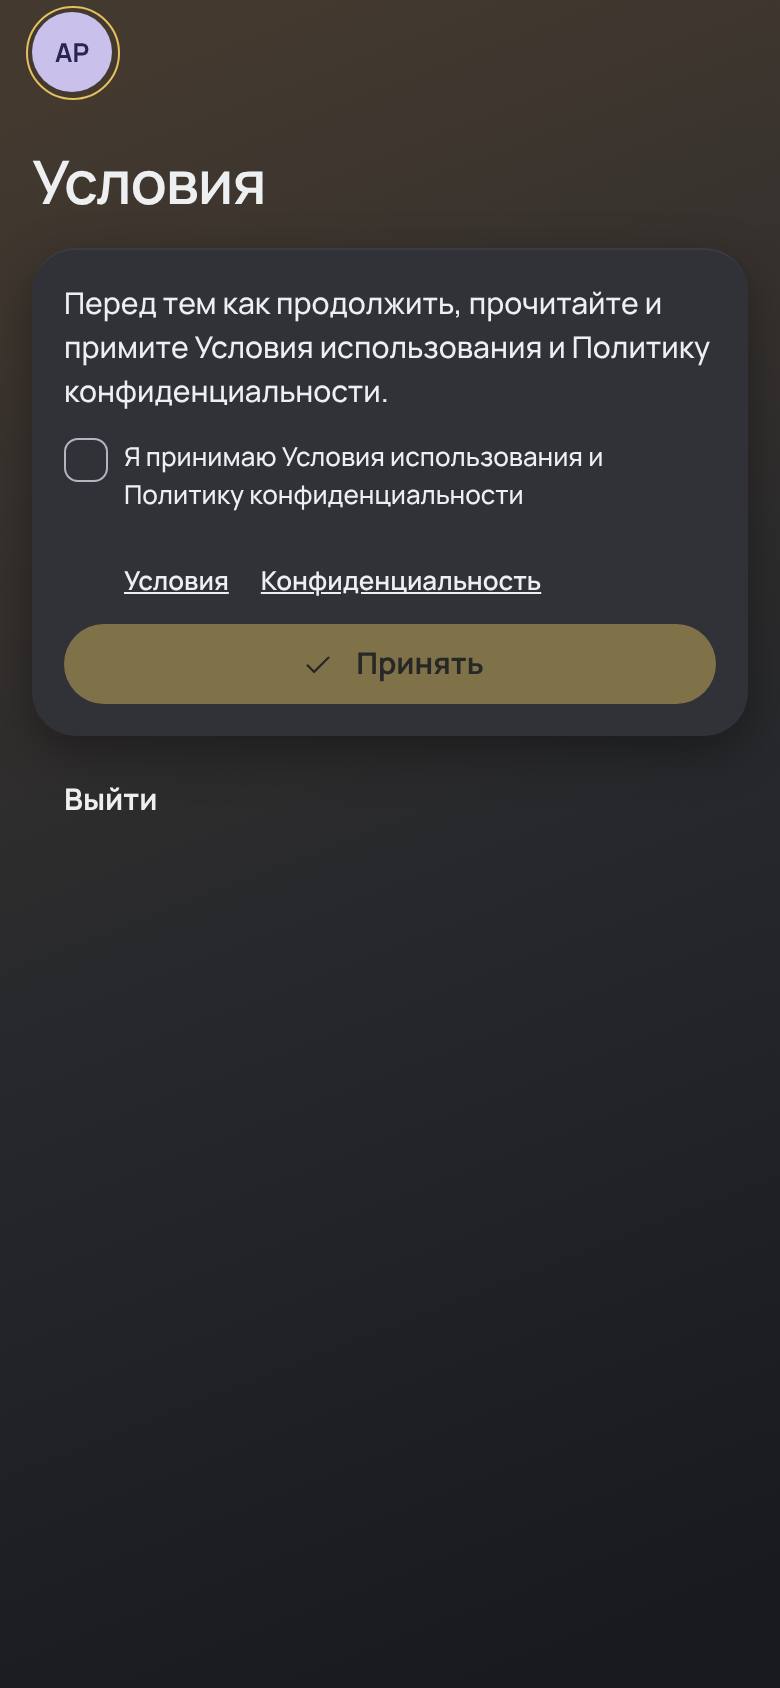 AP
Условия
Перед тем как продолжить, прочитайте и
примите Условия использования и Политику
конфиденциальности.
Я принимаю Условия использования и
Политику конфиденциальности
Условия Конфиденциальность
Принять
Выйти